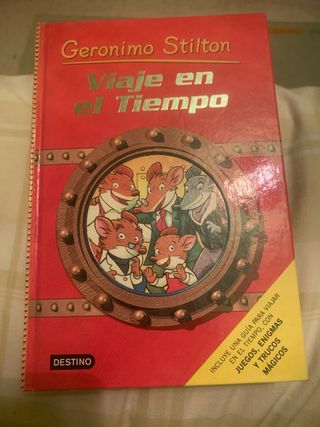 Geronimo Stilton
Viaje en
el Tiempo
INCLUYE UNA GUÍA PARA VIAJAR
EN EL TIEMPO, CON
JUEGOS, ENIGMAS
Y TRUCOS
MÁGICOS
DESTINO